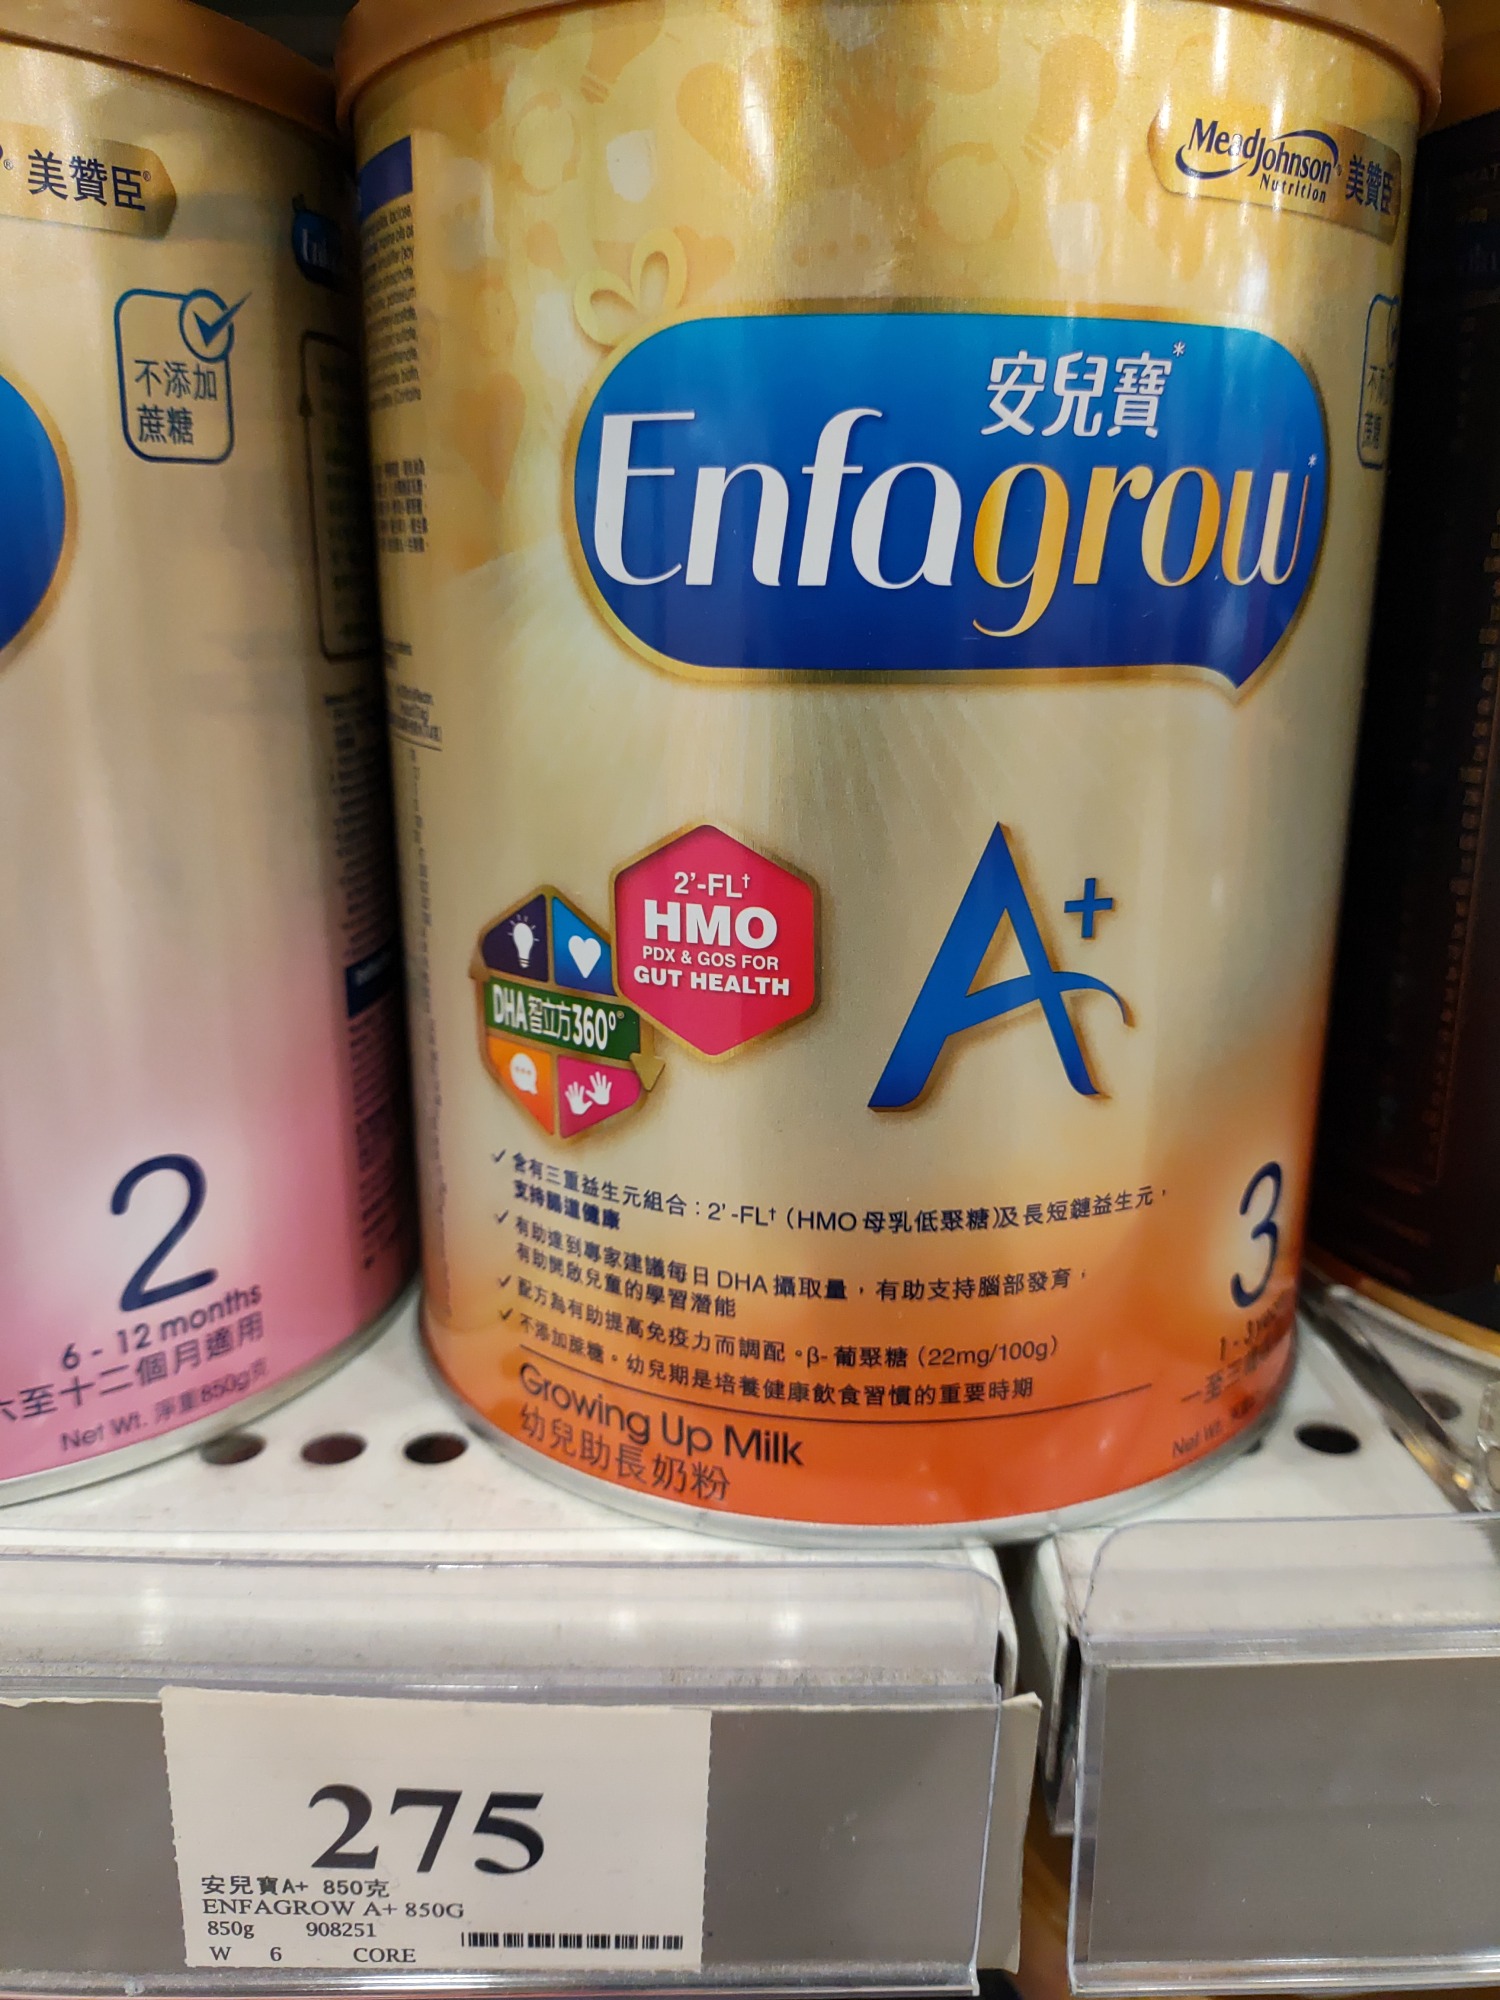 美贊臣®
不添加
蔗糖
2
6 - 12 months
六至十二個月適用
Net Wt. 淨重850g克
MeadJohnson®
Nutrition
美贊臣
安兒寶*
Enfagrow*
A+
2'-FL†
HMO
PDX & GOS FOR
GUT HEALTH
DHA智立方360°®
✓ 含有三重益生元組合：2'-FL†（HMO母乳低聚糖)及長短鏈益生元，
支持腸道健康
✓ 有助達到專家建議每日DHA攝取量，有助支持腦部發育，
有助開啟兒童的學習潛能
✓ 配方為有助提高免疫力而調配。β-葡聚糖（22mg/100g）
✓ 不添加蔗糖。幼兒期是培養健康飲食習慣的重要時期
Growing Up Milk
幼兒助長奶粉
3
1 - 3
一至三
Net Wt.
275
安兒寶A+ 850克
ENFAGROW A+ 850G
850g 908251
W 6 CORE